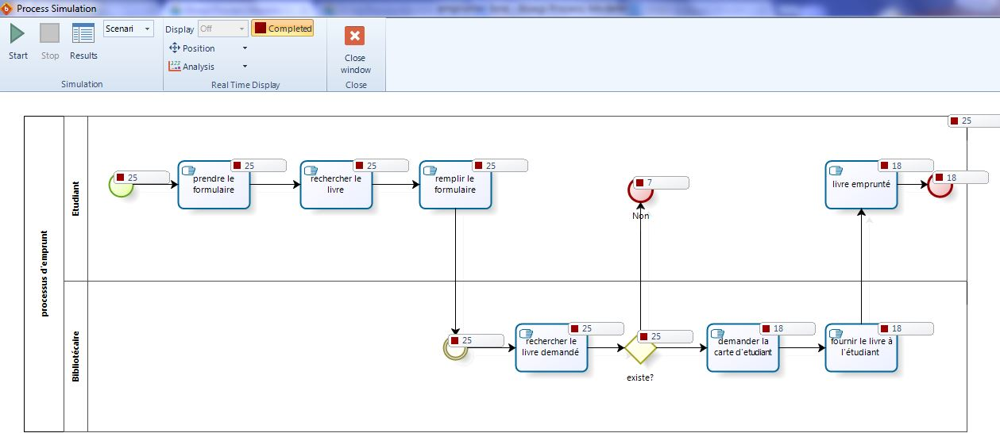 Process Simulation
Start
Stop
Results
Scenari
Simulation
Display
Off
Completed
Position
Analysis
Real Time Display
Close
window
Close
25
processus d'emprunt
Etudiant
25
prendre le
formulaire
25
rechercher le
livre
25
remplir le
formulaire
25
7
Non
18
livre emprunté
18
Bibliotécaire
25
25
rechercher le
livre demandé
25
existe?
18
demander la
carte d'etudiant
18
fournir le livre à
l'étudiant